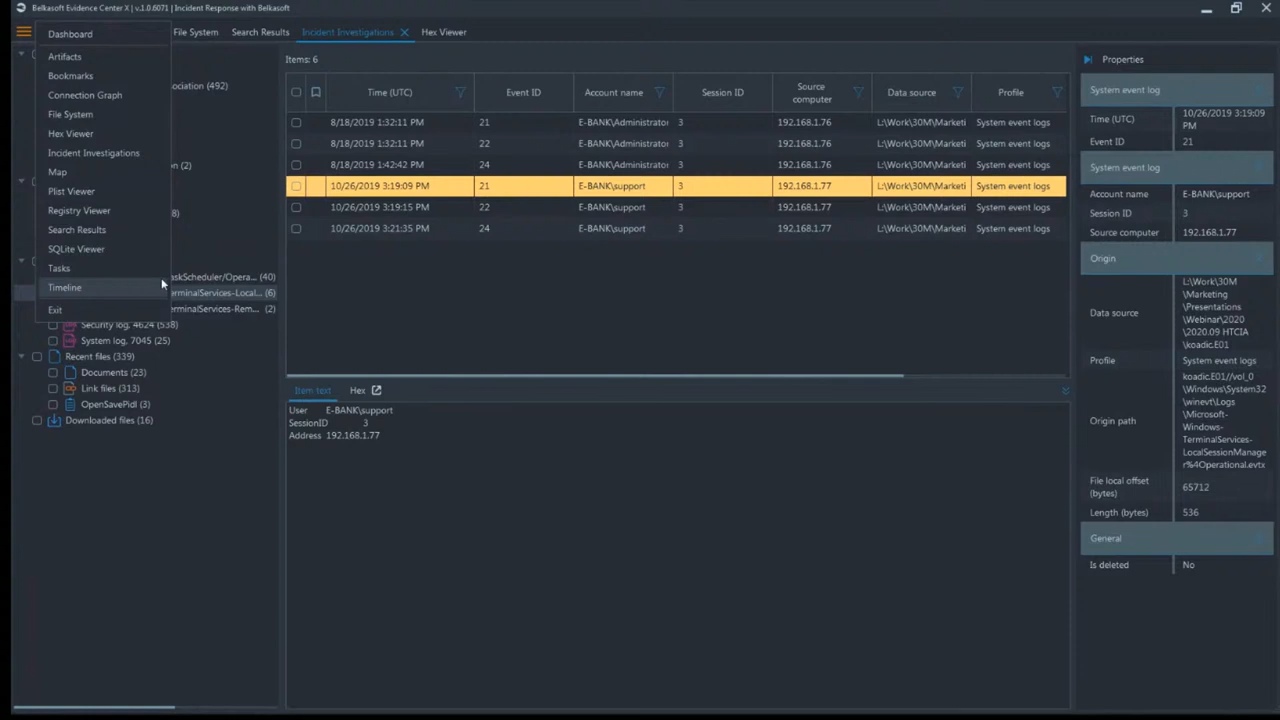 Belkasoft Evidence Center X | v.1.0.6071 | Incident Response with Belkasoft
File System
Search Results
Incident Investigations
Hex Viewer
Dashboard
Artifacts
Bookmarks
Connection Graph
File System
Hex Viewer
Incident Investigations
Map
Plist Viewer
Registry Viewer
Search Results
SQLite Viewer
Tasks
Timeline
Exit
ociation (492)
on (2)
8)
askScheduler/Opera... (40)
erminalServices-Local... (6)
erminalServices-Rem... (2)
Security log, 4624 (538)
System log, 7045 (25)
Recent files (339)
Documents (23)
Link files (313)
OpenSavePidl (3)
Downloaded files (16)
Items: 6
Time (UTC) Event ID Account name Session ID Source computer Data source Profile
8/18/2019 1:32:11 PM 21 E-BANK\Administrator 3 192.168.1.76 L:\Work\30M\Marketi System event logs
8/18/2019 1:32:11 PM 22 E-BANK\Administrator 3 192.168.1.76 L:\Work\30M\Marketi System event logs
8/18/2019 1:42:42 PM 24 E-BANK\Administrator 3 192.168.1.76 L:\Work\30M\Marketi System event logs
10/26/2019 3:19:09 PM 21 E-BANK\support 3 192.168.1.77 L:\Work\30M\Marketi System event logs
10/26/2019 3:19:15 PM 22 E-BANK\support 3 192.168.1.77 L:\Work\30M\Marketi System event logs
10/26/2019 3:21:35 PM 24 E-BANK\support 3 192.168.1.77 L:\Work\30M\Marketi System event logs
Item text Hex
User E-BANK\support
SessionID 3
Address 192.168.1.77
Properties
System event log
Time (UTC) 10/26/2019 3:19:09
PM
Event ID 21
System event log
Account name E-BANK\support
Session ID 3
Source computer 192.168.1.77
Origin
Data source
L:\Work\30M
\Marketing
\Presentations
\Webinar\2020
\2020.09 HTCIA
\koadic.E01
Profile System event logs
Origin path
koadic.E01//vol_0
\Windows\System32
\winevt\Logs
\Microsoft-
Windows-
TerminalServices-
LocalSessionManage
r%4Operational.evtx
File local offset
(bytes)
65712
Length (bytes) 536
General
Is deleted No